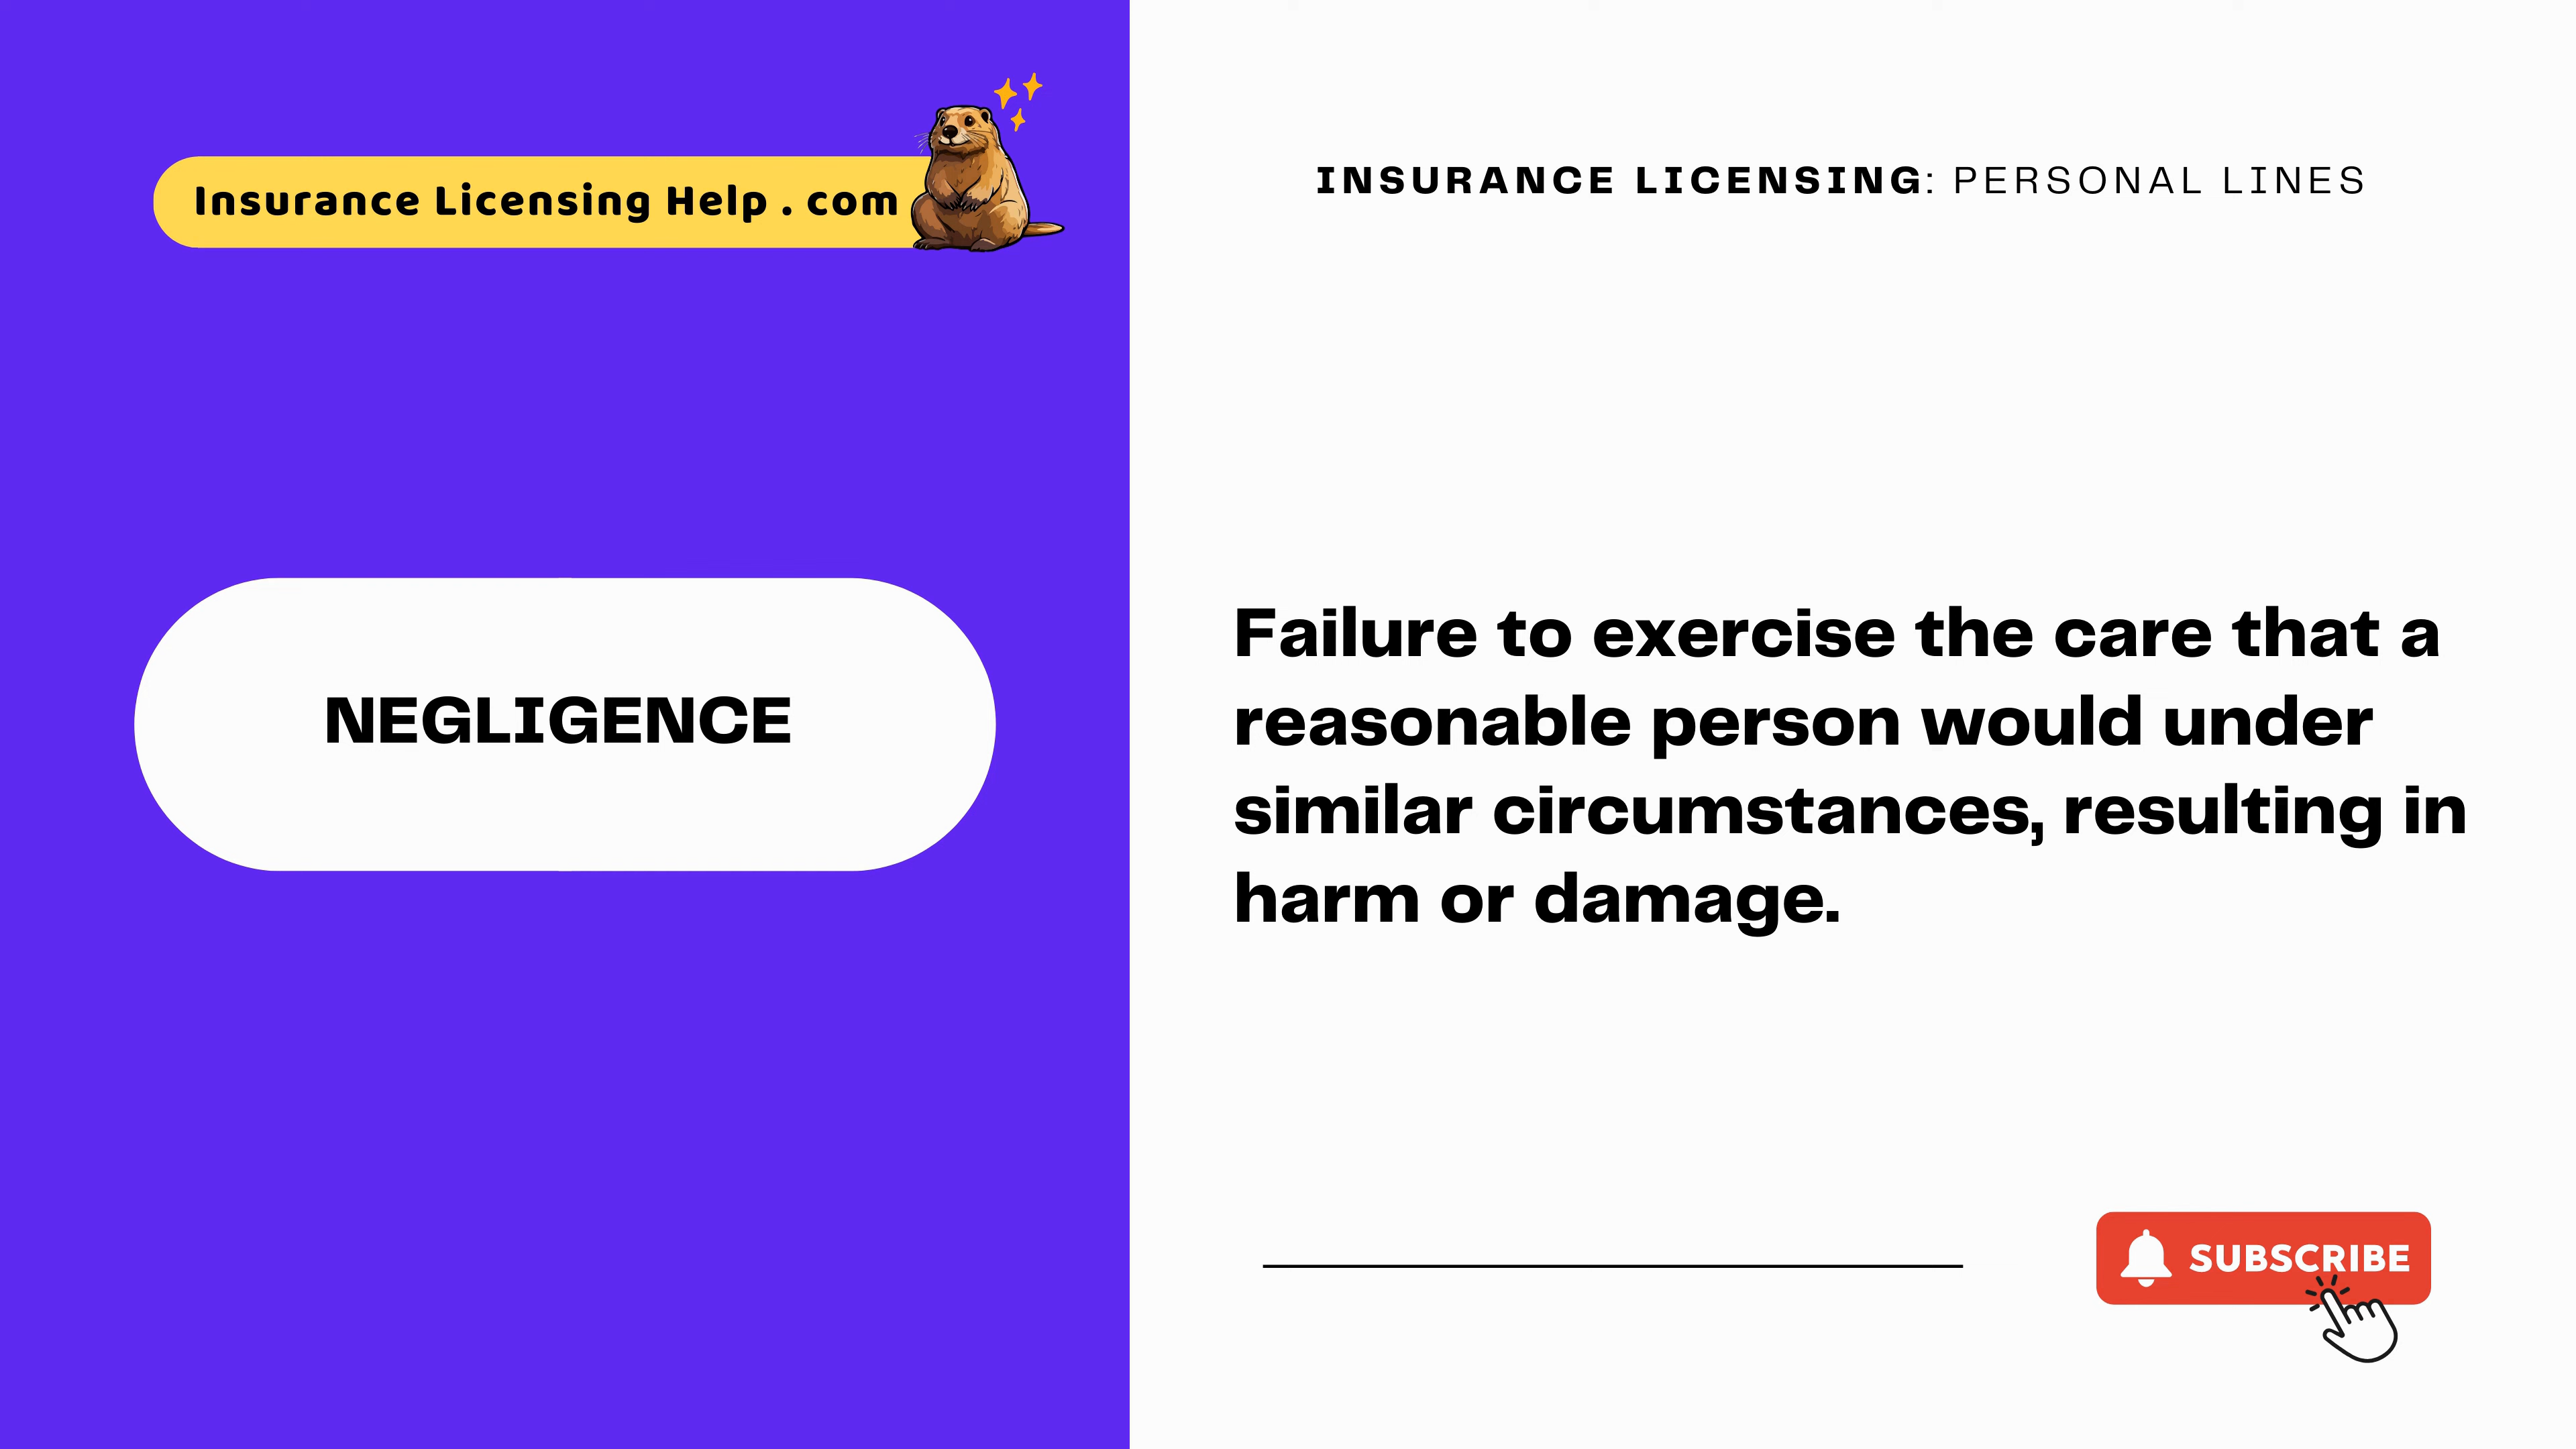 Insurance Licensing Help . com
INSURANCE LICENSING: PERSONAL LINES
NEGLIGENCE
Failure to exercise the care that a
reasonable person would under
similar circumstances, resulting in
harm or damage.
SUBSCRIBE